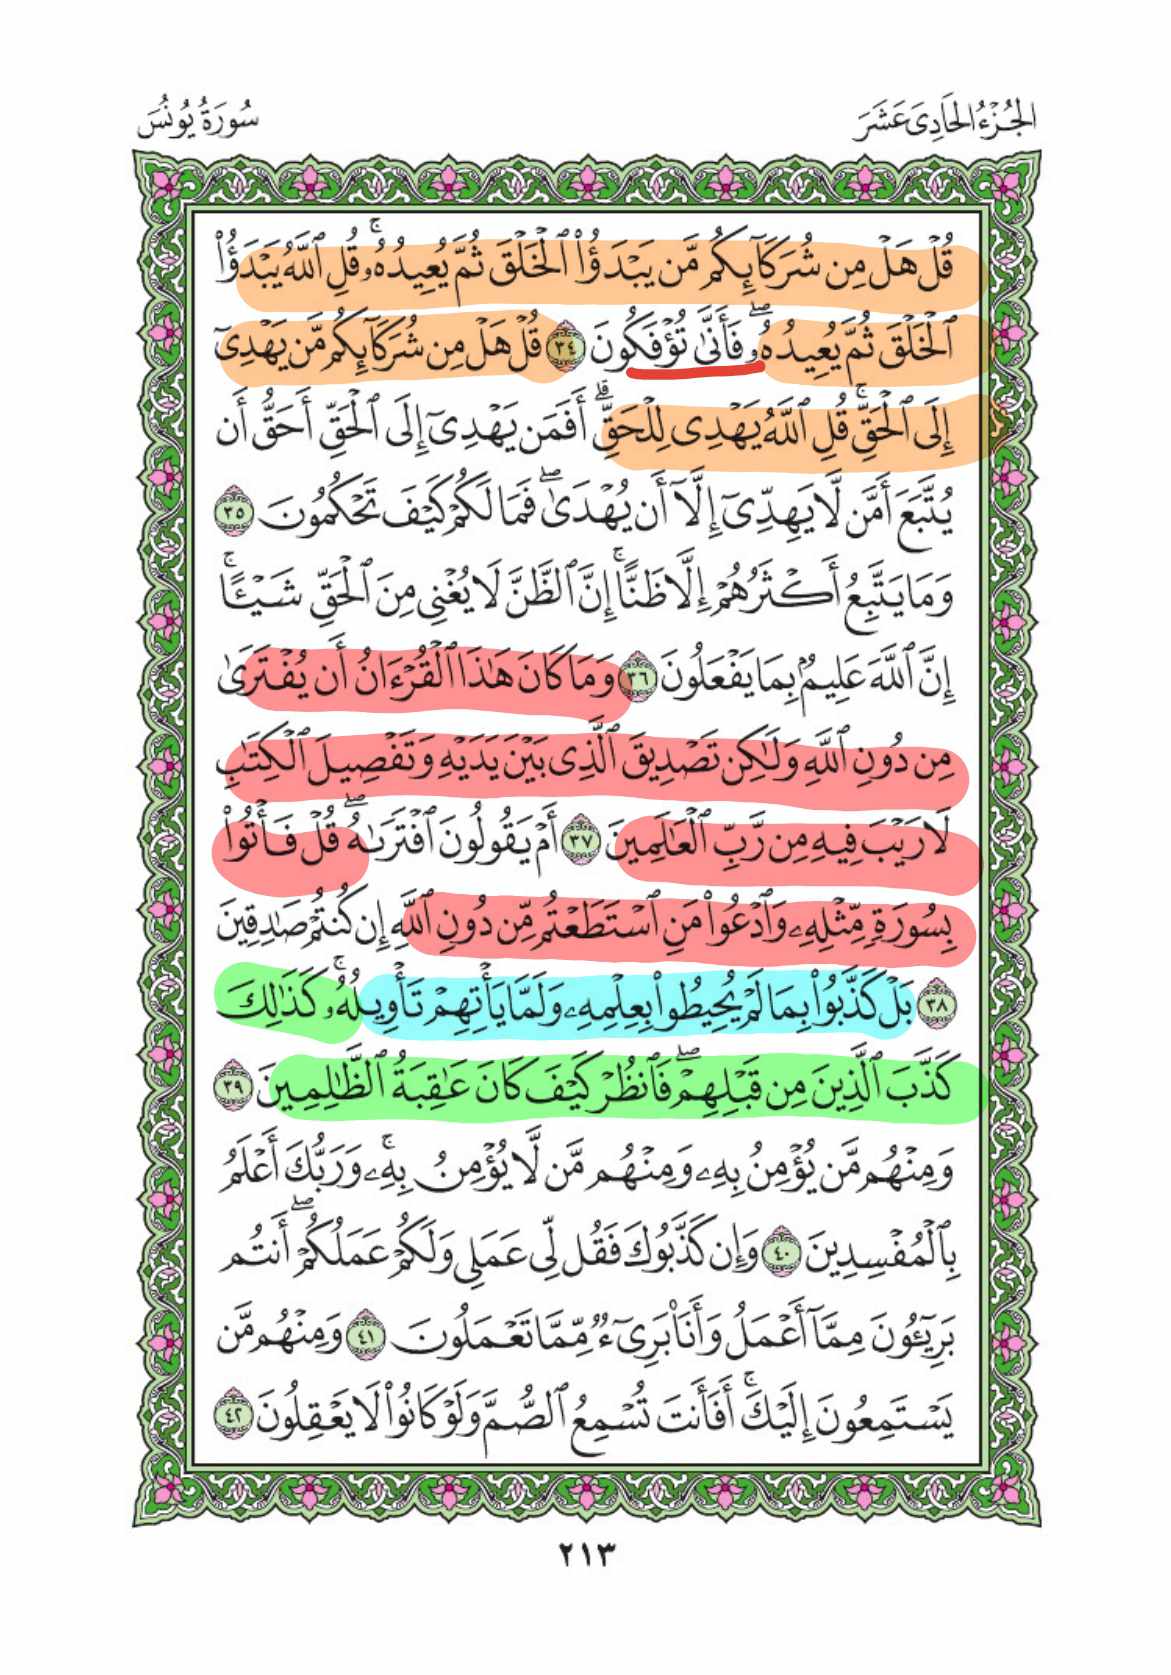 الجُزْءُ الحَادِىَ عَشَرَ
سُورَةُ يُونُسَ
قُلْ هَلْ مِن شُرَكَآئِكُم مَّن يَبْدَؤُا۟ ٱلْخَلْقَ ثُمَّ يُعِيدُهُۥ ۚ قُلِ ٱللَّهُ يَبْدَؤُا۟
ٱلْخَلْقَ ثُمَّ يُعِيدُهُۥ ۖ فَأَنَّىٰ تُؤْفَكُونَ ٣٤ قُلْ هَلْ مِن شُرَكَآئِكُم مَّن يَهْدِىٓ
إِلَى ٱلْحَقِّ ۚ قُلِ ٱللَّهُ يَهْدِى لِلْحَقِّ ۗ أَفَمَن يَهْدِىٓ إِلَى ٱلْحَقِّ أَحَقُّ أَن
يُتَّبَعَ أَمَّن لَّا يَهِدِّىٓ إِلَّآ أَن يُهْدَىٰ ۖ فَمَا لَكُمْ كَيْفَ تَحْكُمُونَ ٣٥
وَمَا يَتَّبِعُ أَكْثَرُهُمْ إِلَّا ظَنًّا ۚ إِنَّ ٱلظَّنَّ لَا يُغْنِى مِنَ ٱلْحَقِّ شَيْـًٔا ۚ
إِنَّ ٱللَّهَ عَلِيمٌۢ بِمَا يَفْعَلُونَ ٣٦ وَمَا كَانَ هَٰذَا ٱلْقُرْءَانُ أَن يُفْتَرَىٰ
مِن دُونِ ٱللَّهِ وَلَٰكِن تَصْدِيقَ ٱلَّذِى بَيْنَ يَدَيْهِ وَتَفْصِيلَ ٱلْكِتَٰبِ
لَا رَيْبَ فِيهِ مِن رَّبِّ ٱلْعَٰلَمِينَ ٣٧ أَمْ يَقُولُونَ ٱفْتَرَىٰهُ ۖ قُلْ فَأْتُوا۟
بِسُورَةٍ مِّثْلِهِۦ وَٱدْعُوا۟ مَنِ ٱسْتَطَعْتُم مِّن دُونِ ٱللَّهِ إِن كُنتُمْ صَٰدِقِينَ
٣٨ بَلْ كَذَّبُوا۟ بِمَا لَمْ يُحِيطُوا۟ بِعِلْمِهِۦ وَلَمَّا يَأْتِهِمْ تَأْوِيلُهُۥ ۚ كَذَٰلِكَ
كَذَّبَ ٱلَّذِينَ مِن قَبْلِهِمْ ۖ فَٱنظُرْ كَيْفَ كَانَ عَٰقِبَةُ ٱلظَّٰلِمِينَ ٣٩
وَمِنْهُم مَّن يُؤْمِنُ بِهِۦ وَمِنْهُم مَّن لَّا يُؤْمِنُ بِهِۦ ۚ وَرَبُّكَ أَعْلَمُ
بِٱلْمُفْسِدِينَ ٤٠ وَإِن كَذَّبُوكَ فَقُل لِّى عَمَلِى وَلَكُمْ عَمَلُكُمْ ۖ أَنتُم
بَرِيٓـُٔونَ مِمَّآ أَعْمَلُ وَأَنَا۠ بَرِىٓءٌ مِّمَّا تَعْمَلُونَ ٤١ وَمِنْهُم مَّن
يَسْتَمِعُونَ إِلَيْكَ ۚ أَفَأَنتَ تُسْمِعُ ٱلصُّمَّ وَلَوْ كَانُوا۟ لَا يَعْقِلُونَ ٤٢
٢١٣